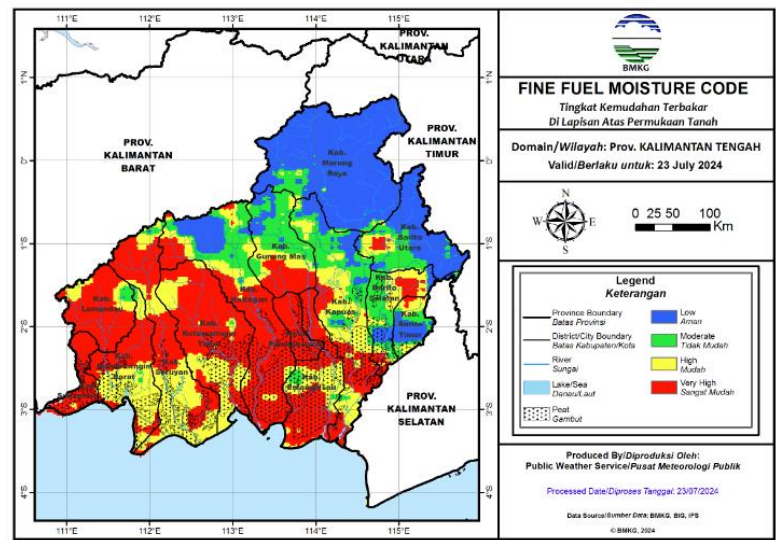 111°E 112°E 113°E 114°E 115°E
PROV.
KALIMANTAN
UTARA
1°N
PROV.
KALIMANTAN
BARAT
PROV.
KALIMANTAN
TIMUR
Kab.
Murung
Raya
0°
Kab.
Barito
Utara
1°S
Kab.
Gunung Mas
Kab.
Barito
Selatan
Kab.
Lamandau
Kab.
Katingan
Kab.
Kapuas
2°S
Kab.
Kotawaringin
Timur
Kab.
Barito
Timur
Kab.
Barat
Kab.
Seruyan
3°S
PROV.
KALIMANTAN
SELATAN
4°S
111°E 112°E 113°E 114°E 115°E
BMKG
FINE FUEL MOISTURE CODE
Tingkat Kemudahan Terbakar
Di Lapisan Atas Permukaan Tanah
Domain/Wilayah: Prov. KALIMANTAN TENGAH
Valid/Berlaku untuk: 23 July 2024
N
W E
S
0 25 50 100
Km
Legend
Keterangan
Province Boundary
Batas Provinsi
District/City Boundary
Batas Kabupaten/Kota
River
Sungai
Lake/Sea
Danau/Laut
Peat
Gambut
Low
Aman
Moderate
Tidak Mudah
High
Mudah
Very High
Sangat Mudah
Produced By/Diproduksi Oleh:
Public Weather Service/Pusat Meteorologi Publik
Processed Date/Diproses Tanggal: 23/07/2024
Data Source/Sumber Data: BMKG, BIG, IPS
© BMKG, 2024